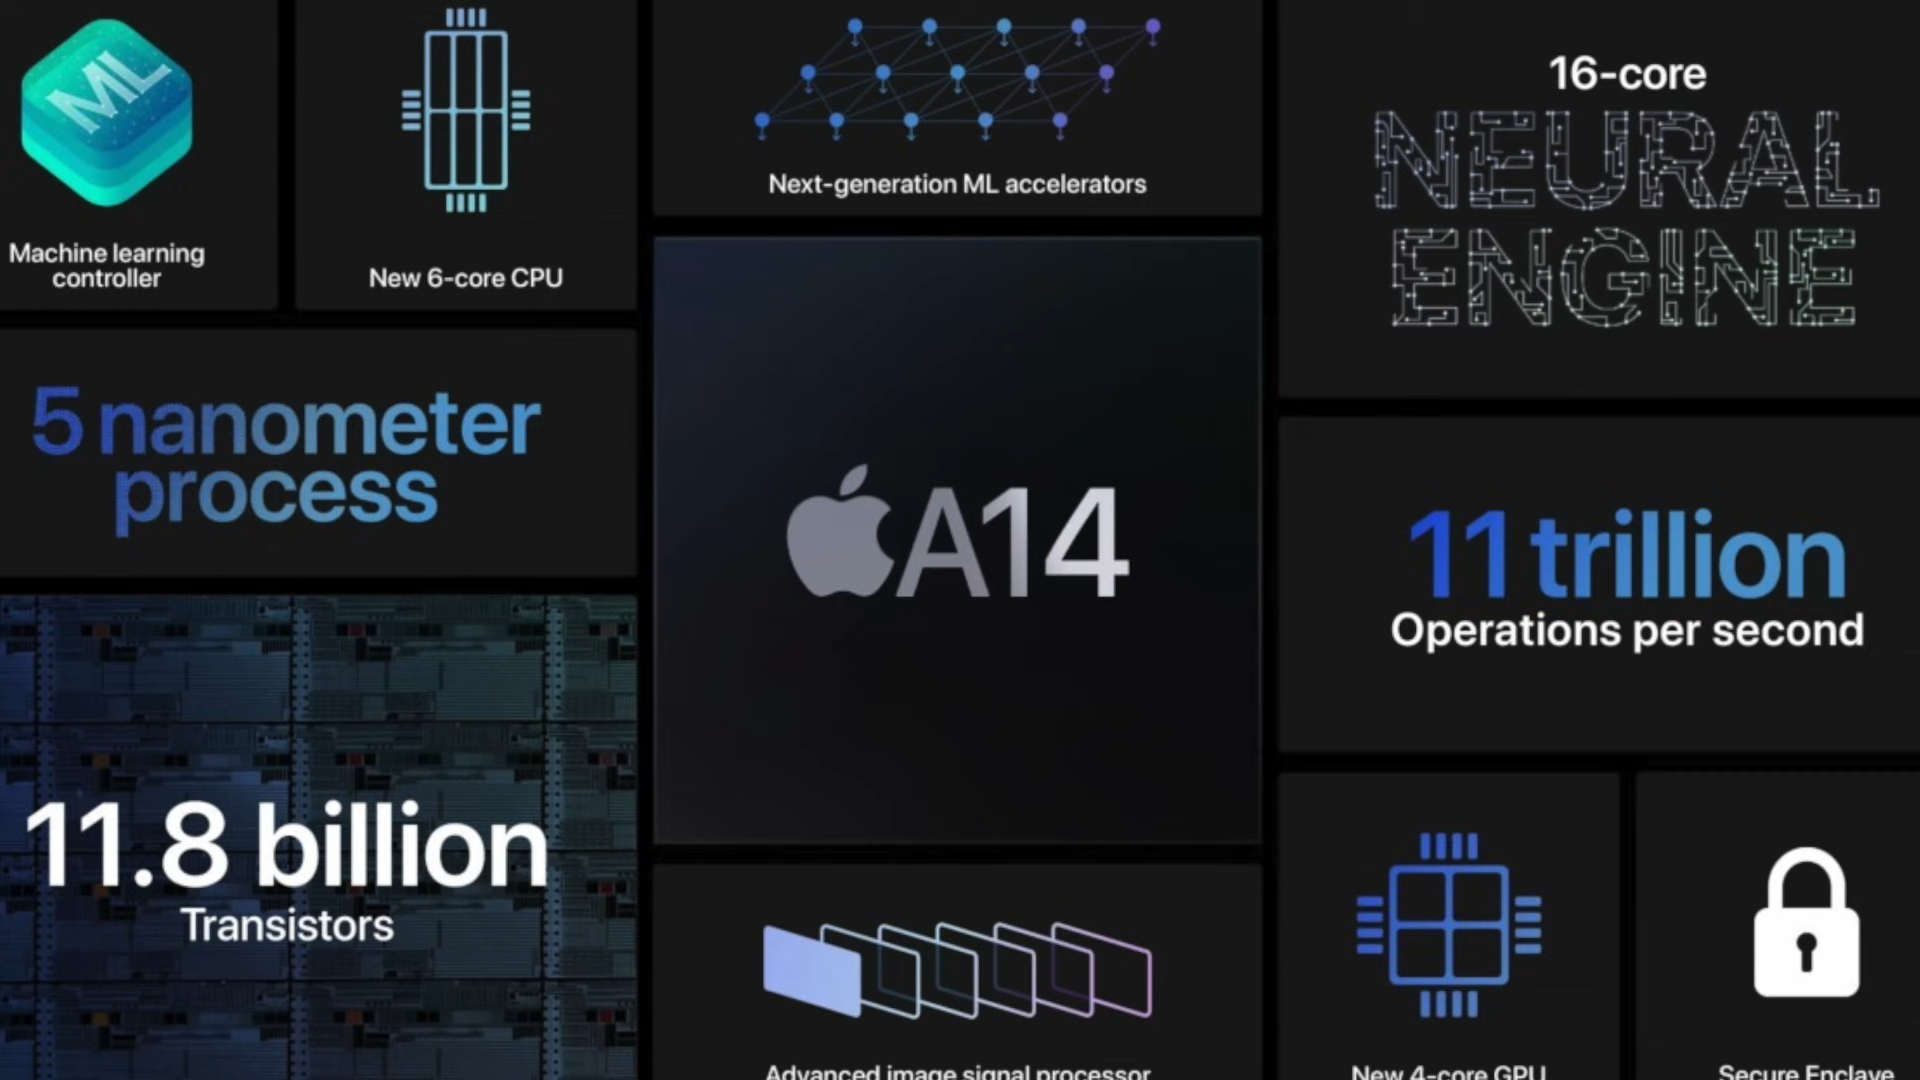 ML
Machine learning
controller
New 6-core CPU
Next-generation ML accelerators
16-core
NEURAL
ENGINE
5 nanometer
process
A14
11 trillion
Operations per second
11.8 billion
Transistors
Advanced image signal processor
New 4-core GPU
Secure Enclave